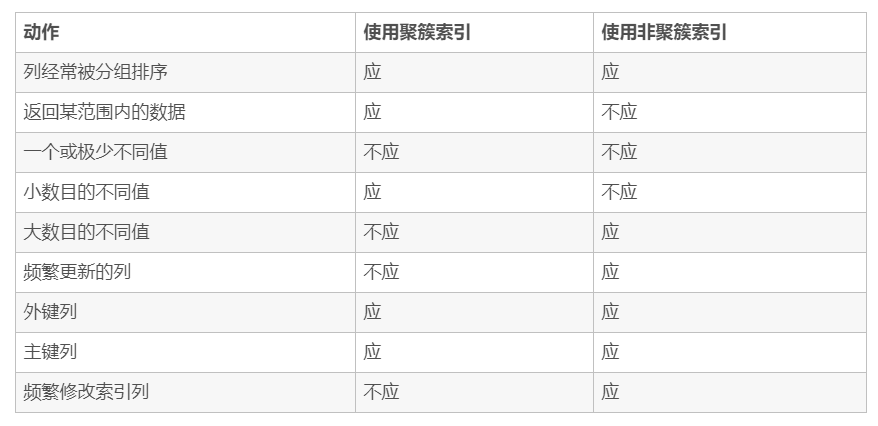 动作 使用聚簇索引 使用非聚簇索引
列经常被分组排序 应 应
返回某范围内的数据 应 不应
一个或极少不同值 不应 不应
小数目的不同值 应 不应
大数目的不同值 不应 应
频繁更新的列 不应 应
外键列 应 应
主键列 应 应
频繁修改索引列 不应 应